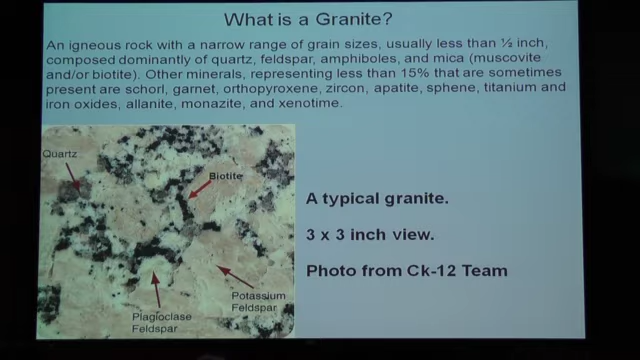 What is a Granite?
An igneous rock with a narrow range of grain sizes, usually less than ½ inch,
composed dominantly of quartz, feldspar, amphiboles, and mica (muscovite
and/or biotite). Other minerals, representing less than 15% that are sometimes
present are schorl, garnet, orthopyroxene, zircon, apatite, sphene, titanium and
iron oxides, allanite, monazite, and xenotime.
Quartz
Biotite
A typical granite.
3 x 3 inch view.
Photo from Ck-12 Team
Potassium
Feldspar
Plagioclase
Feldspar